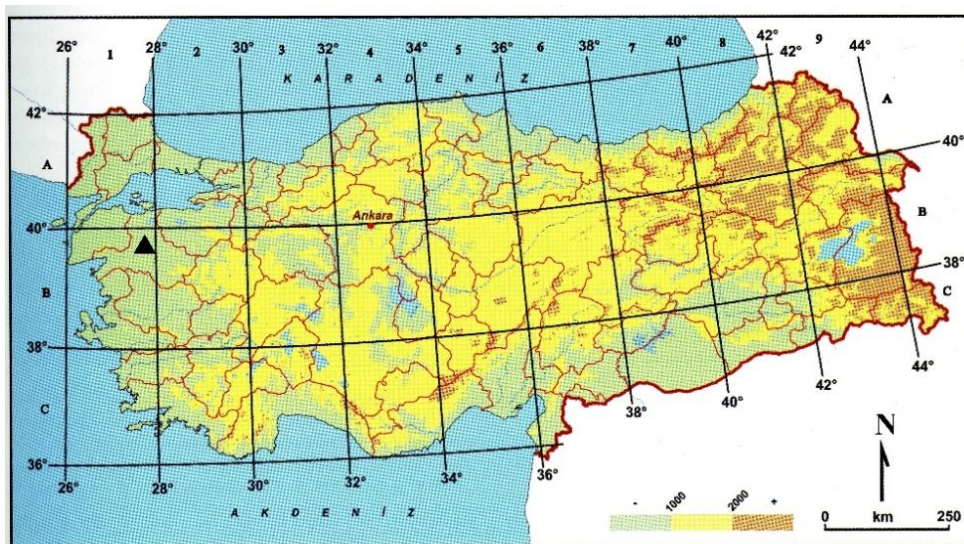 26° 1 28° 2 30° 3 32° 4 34° 5 36° 6 38° 7 40° 8 42° 9 44°
42°
K A R A D E N İ Z
42°
A
A
40°
Ankara
40°
B
B
38°
38°
C
C
36°
26° 28° 30° 32° 34° 36° 38° 40° 42° 44°
A K D E N İ Z
N
- 1000 2000 +
0 km 250